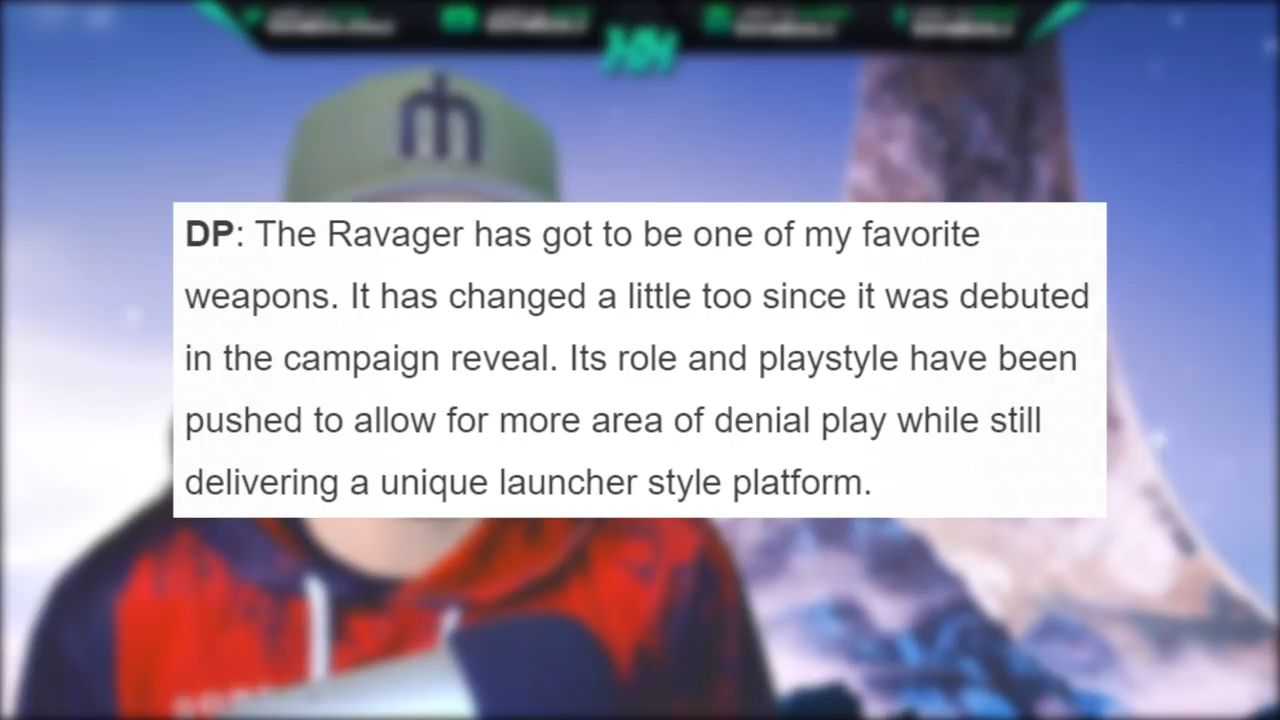 DP: The Ravager has got to be one of my favorite
weapons. It has changed a little too since it was debuted
in the campaign reveal. Its role and playstyle have been
pushed to allow for more area of denial play while still
delivering a unique launcher style platform.